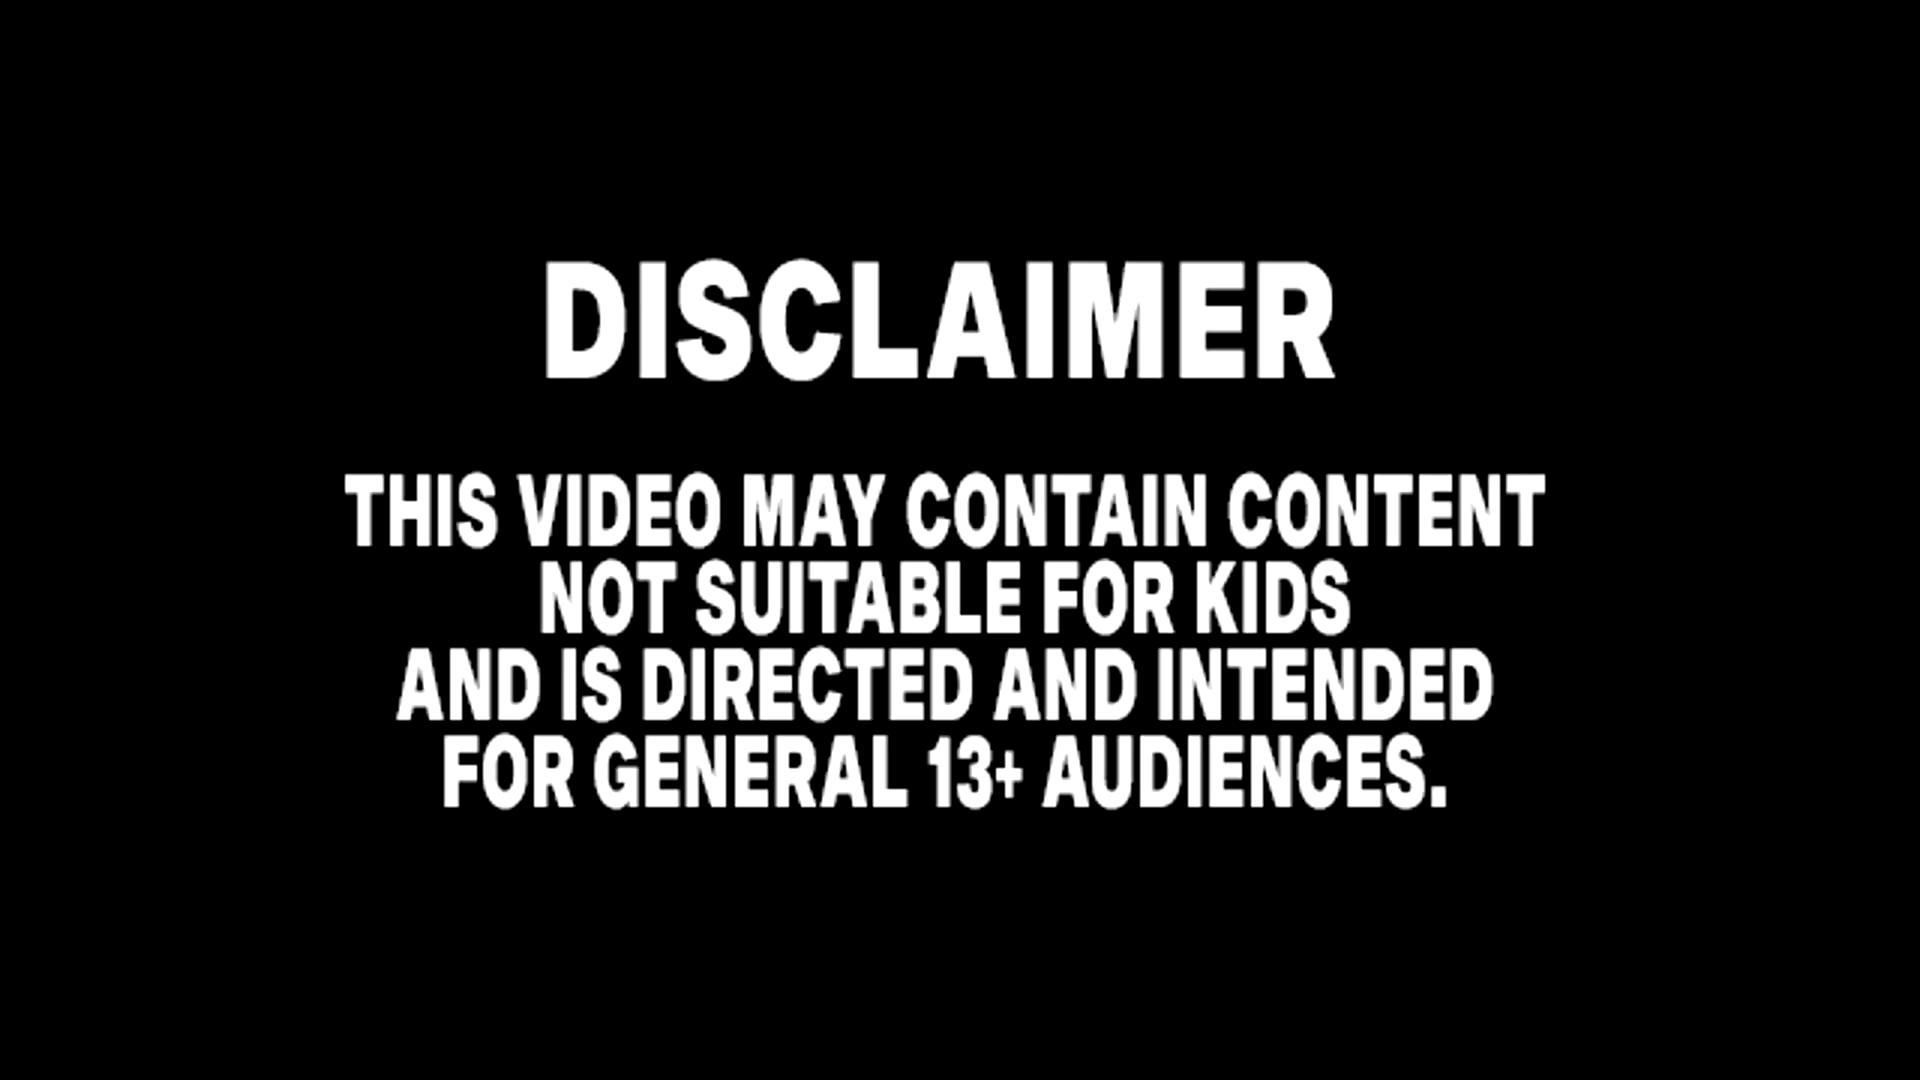 DISCLAIMER
THIS VIDEO MAY CONTAIN CONTENT
NOT SUITABLE FOR KIDS
AND IS DIRECTED AND INTENDED
FOR GENERAL 13+ AUDIENCES.